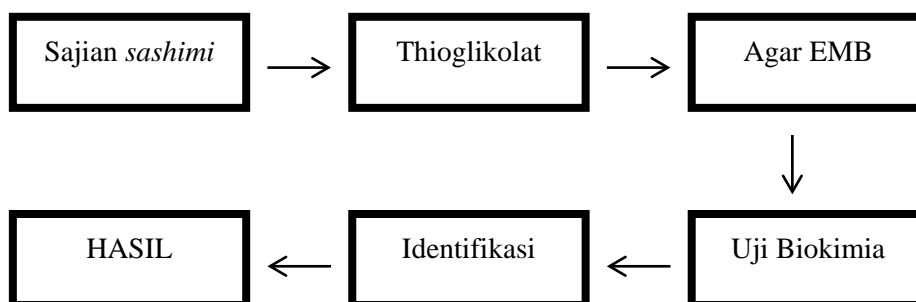 Sajian sashimi
Thioglikolat
Agar EMB
Uji Biokimia
Identifikasi
HASIL